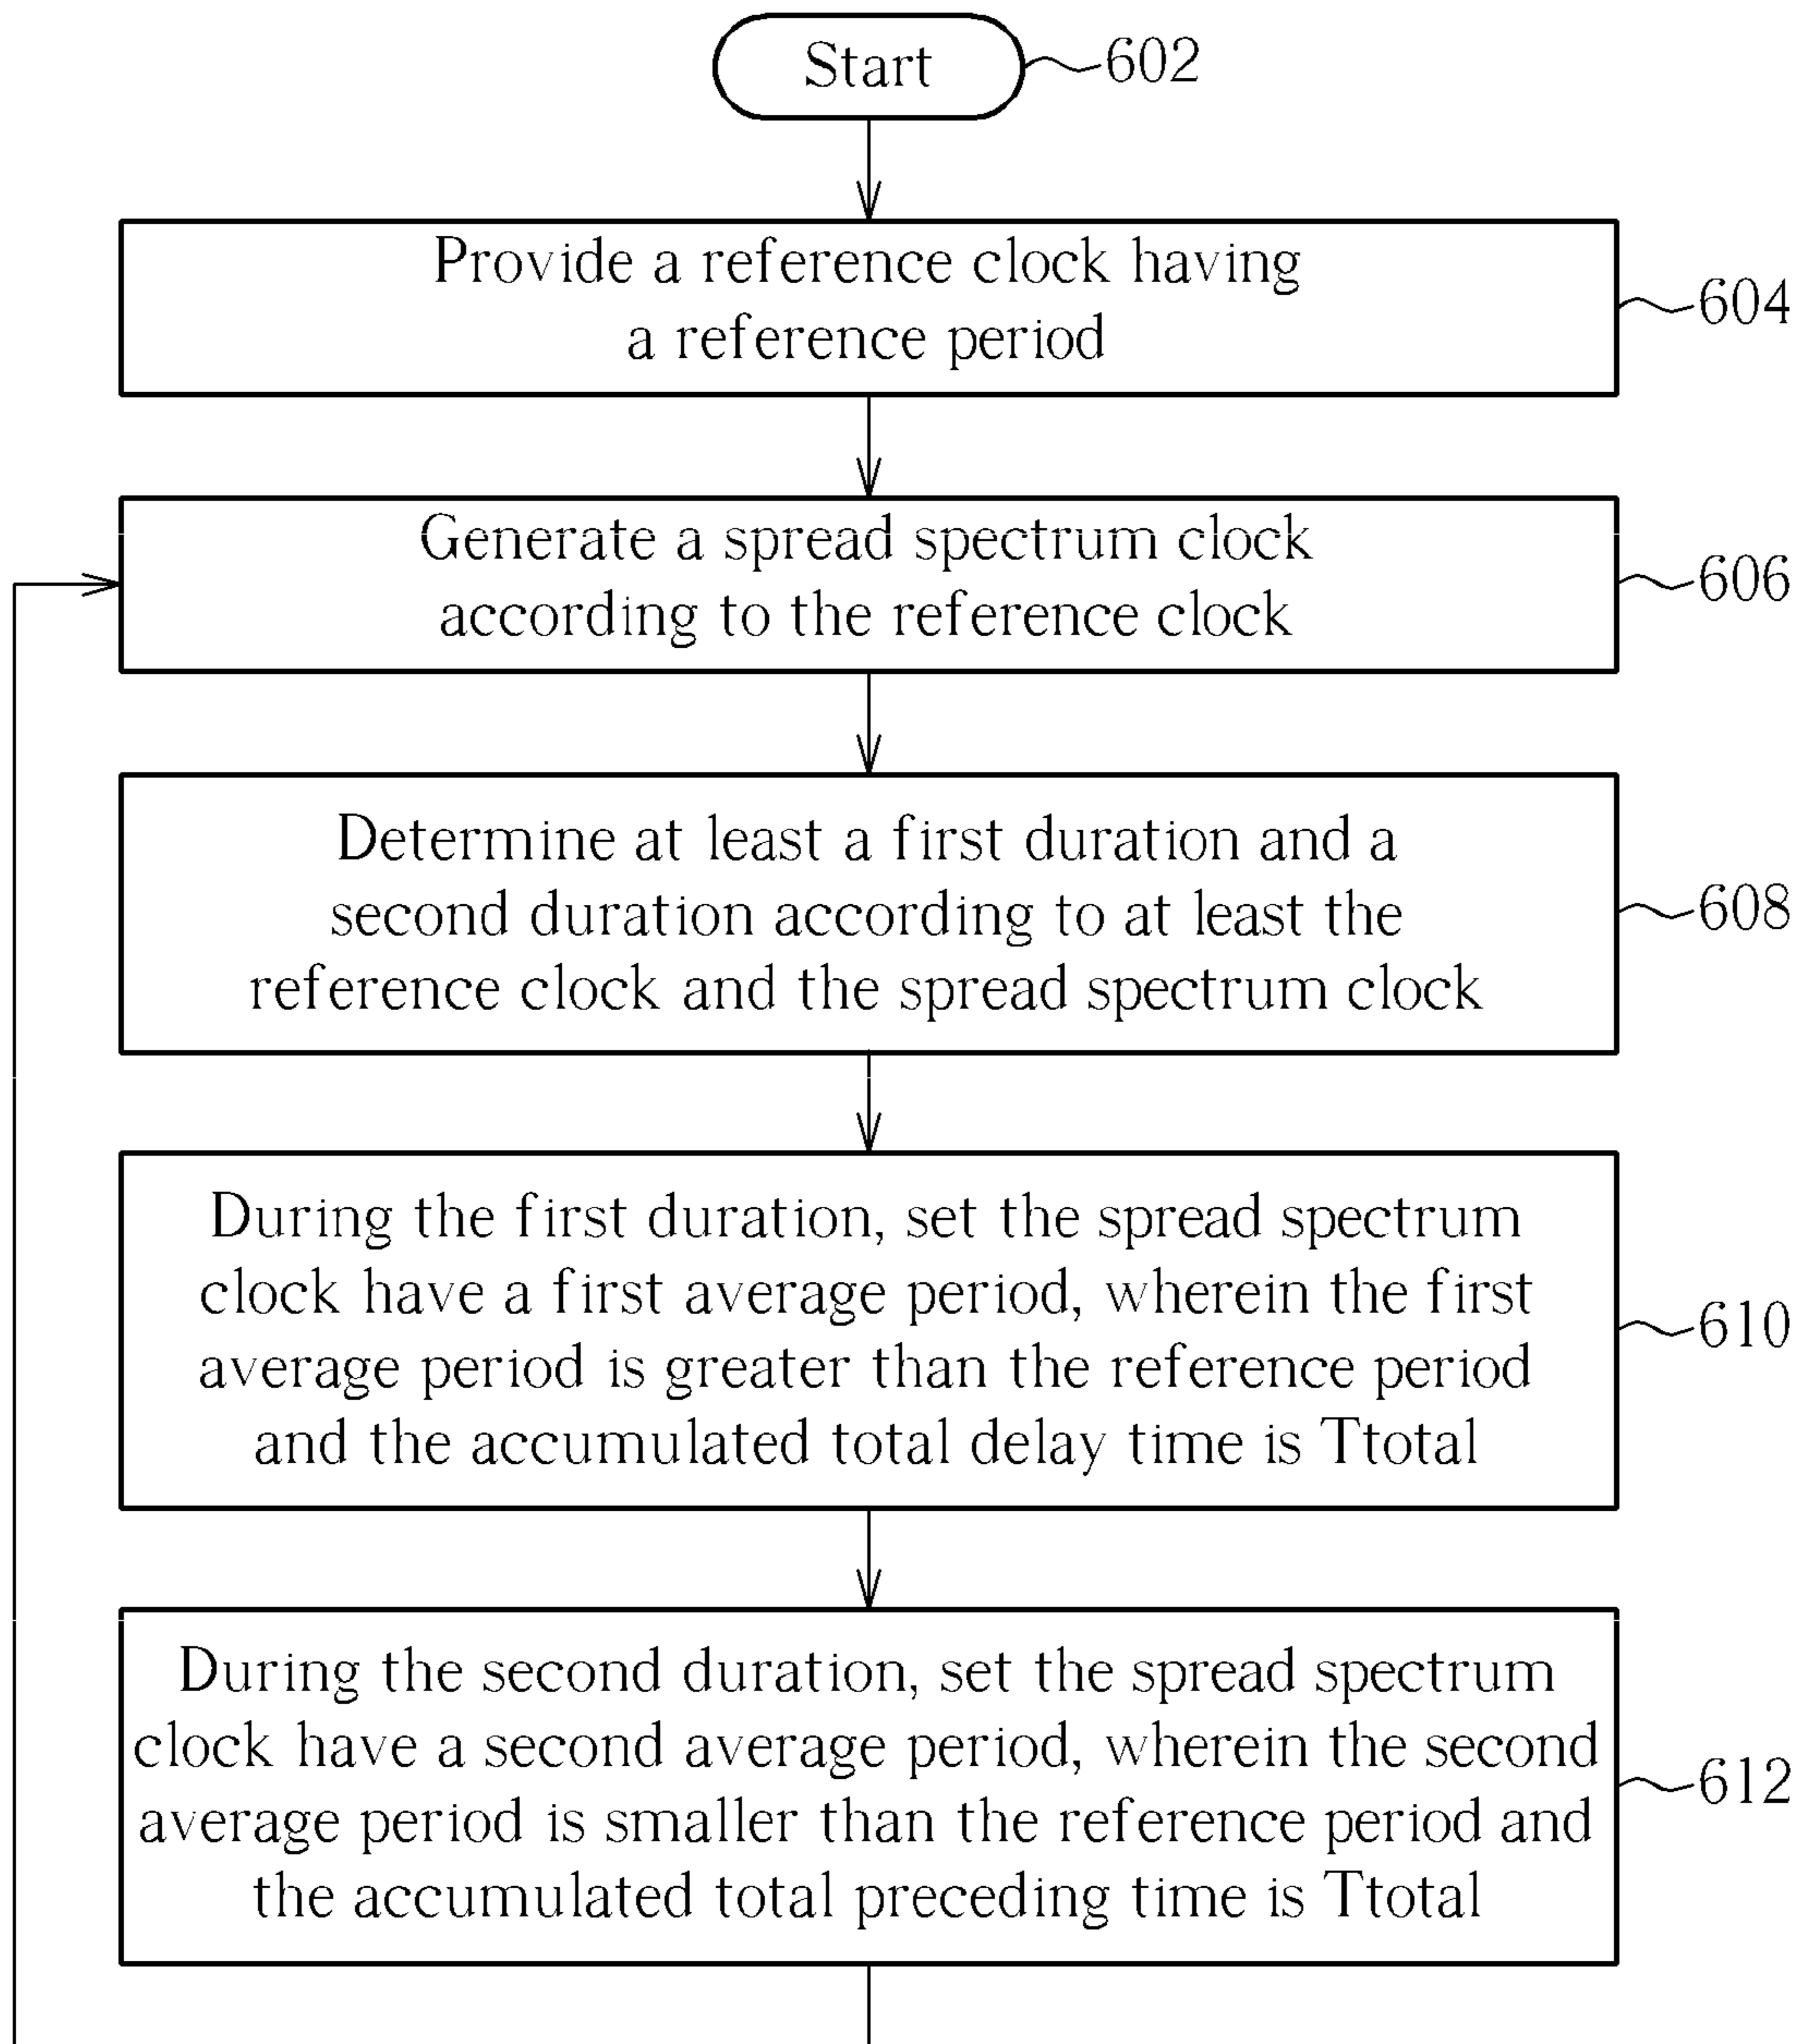 Start
602
Provide a reference clock having
a reference period
604
Generate a spread spectrum clock
according to the reference clock
606
Determine at least a first duration and a
second duration according to at least the
reference clock and the spread spectrum clock
608
During the first duration, set the spread spectrum
clock have a first average period, wherein the first
average period is greater than the reference period
and the accumulated total delay time is Ttotal
610
During the second duration, set the spread spectrum
clock have a second average period, wherein the second
average period is smaller than the reference period and
the accumulated total preceding time is Ttotal
612